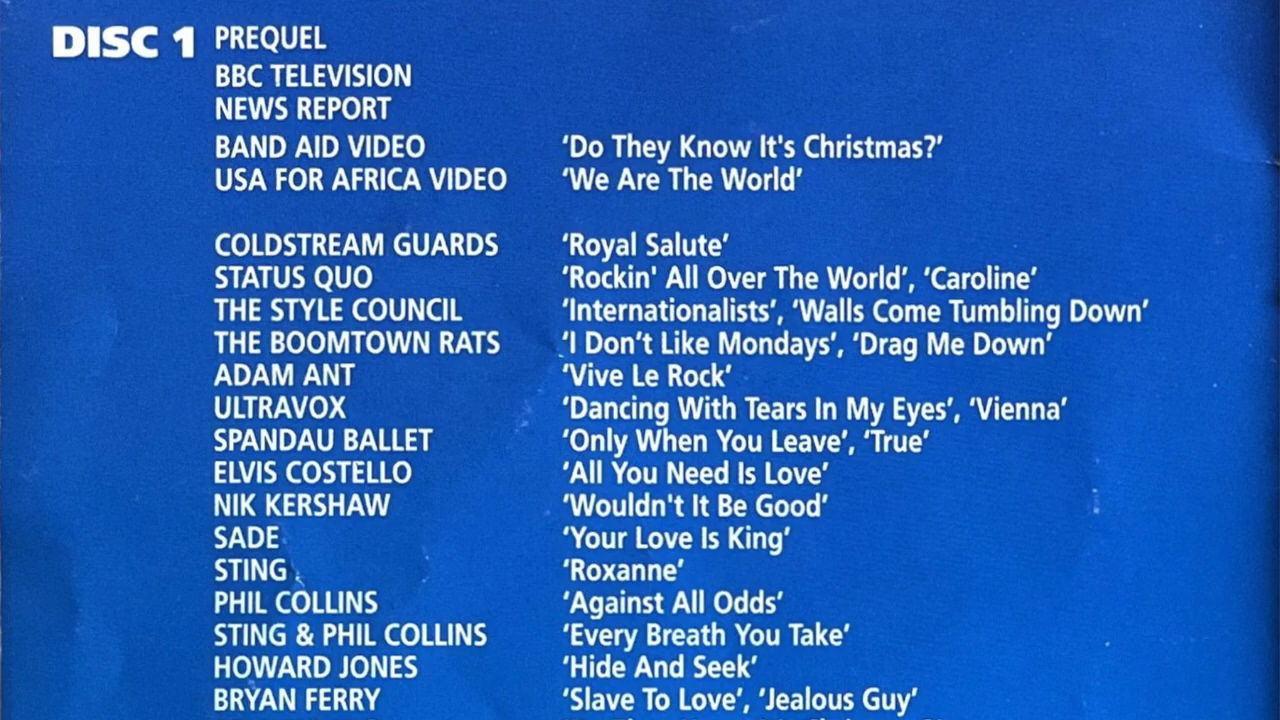 DISC 1 PREQUEL
BBC TELEVISION
NEWS REPORT
BAND AID VIDEO ‘Do They Know It's Christmas?’
USA FOR AFRICA VIDEO ‘We Are The World’
COLDSTREAM GUARDS ‘Royal Salute’
STATUS QUO ‘Rockin' All Over The World’, ‘Caroline’
THE STYLE COUNCIL ‘Internationalists’, ‘Walls Come Tumbling Down’
THE BOOMTOWN RATS ‘I Don’t Like Mondays’, ‘Drag Me Down’
ADAM ANT ‘Vive Le Rock’
ULTRAVOX ‘Dancing With Tears In My Eyes’, ‘Vienna’
SPANDAU BALLET ‘Only When You Leave’, ‘True’
ELVIS COSTELLO ‘All You Need Is Love’
NIK KERSHAW ‘Wouldn't It Be Good’
SADE ‘Your Love Is King’
STING ‘Roxanne’
PHIL COLLINS ‘Against All Odds’
STING & PHIL COLLINS ‘Every Breath You Take’
HOWARD JONES ‘Hide And Seek’
BRYAN FERRY ‘Slave To Love’, ‘Jealous Guy’